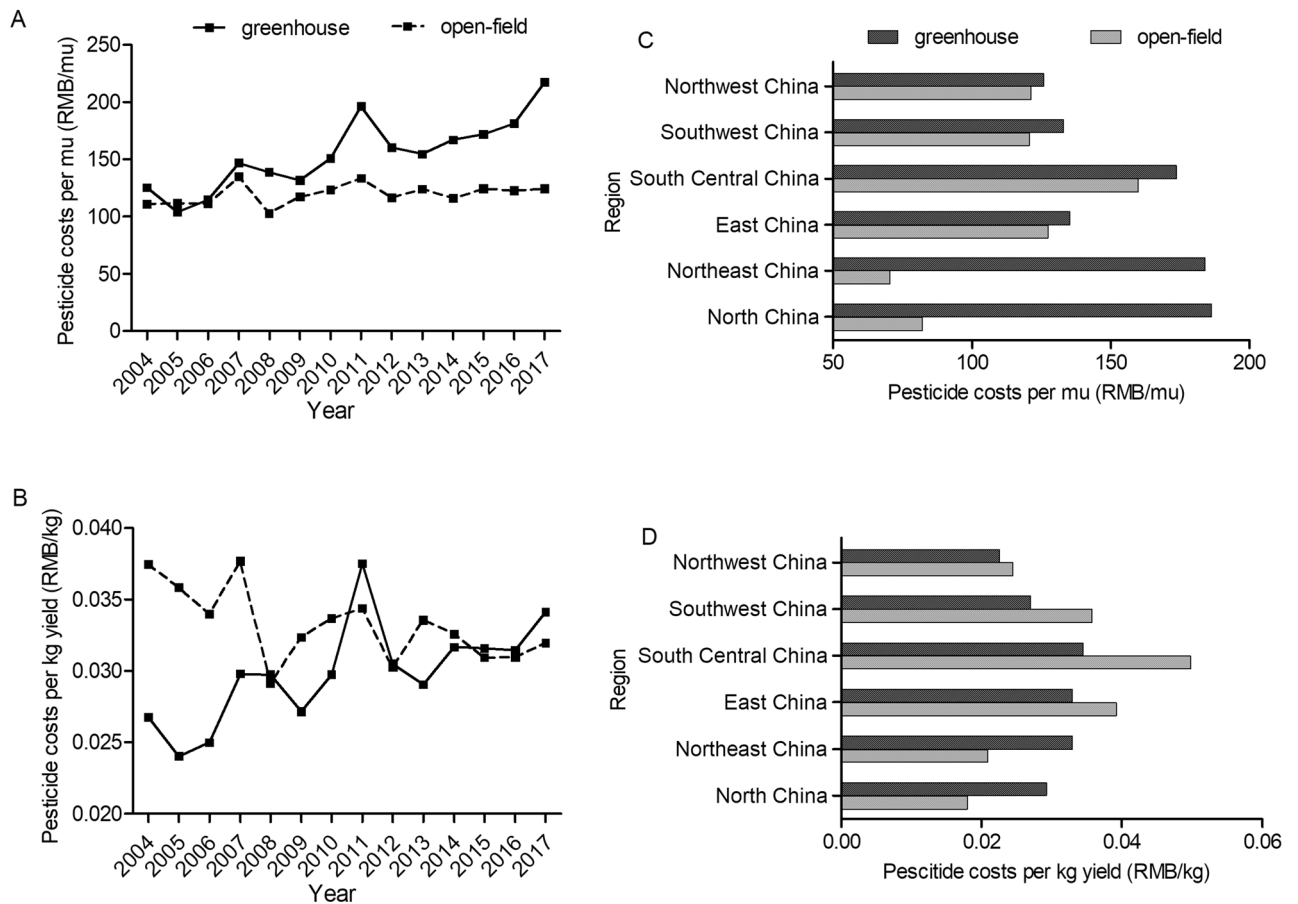 A
greenhouse open-field
Pesticide costs per mu (RMB/mu)
250
200
150
100
50
0
2004 2005 2006 2007 2008 2009 2010 2011 2012 2013 2014 2015 2016 2017
Year
C
greenhouse open-field
Region
Northwest China
Southwest China
South Central China
East China
Northeast China
North China
50 100 150 200
Pesticide costs per mu (RMB/mu)
B
Pesticide costs per kg yield (RMB/kg)
0.040
0.035
0.030
0.025
0.020
2004 2005 2006 2007 2008 2009 2010 2011 2012 2013 2014 2015 2016 2017
Year
D
Region
Northwest China
Southwest China
South Central China
East China
Northeast China
North China
0.00 0.02 0.04 0.06
Pescitide costs per kg yield (RMB/kg)